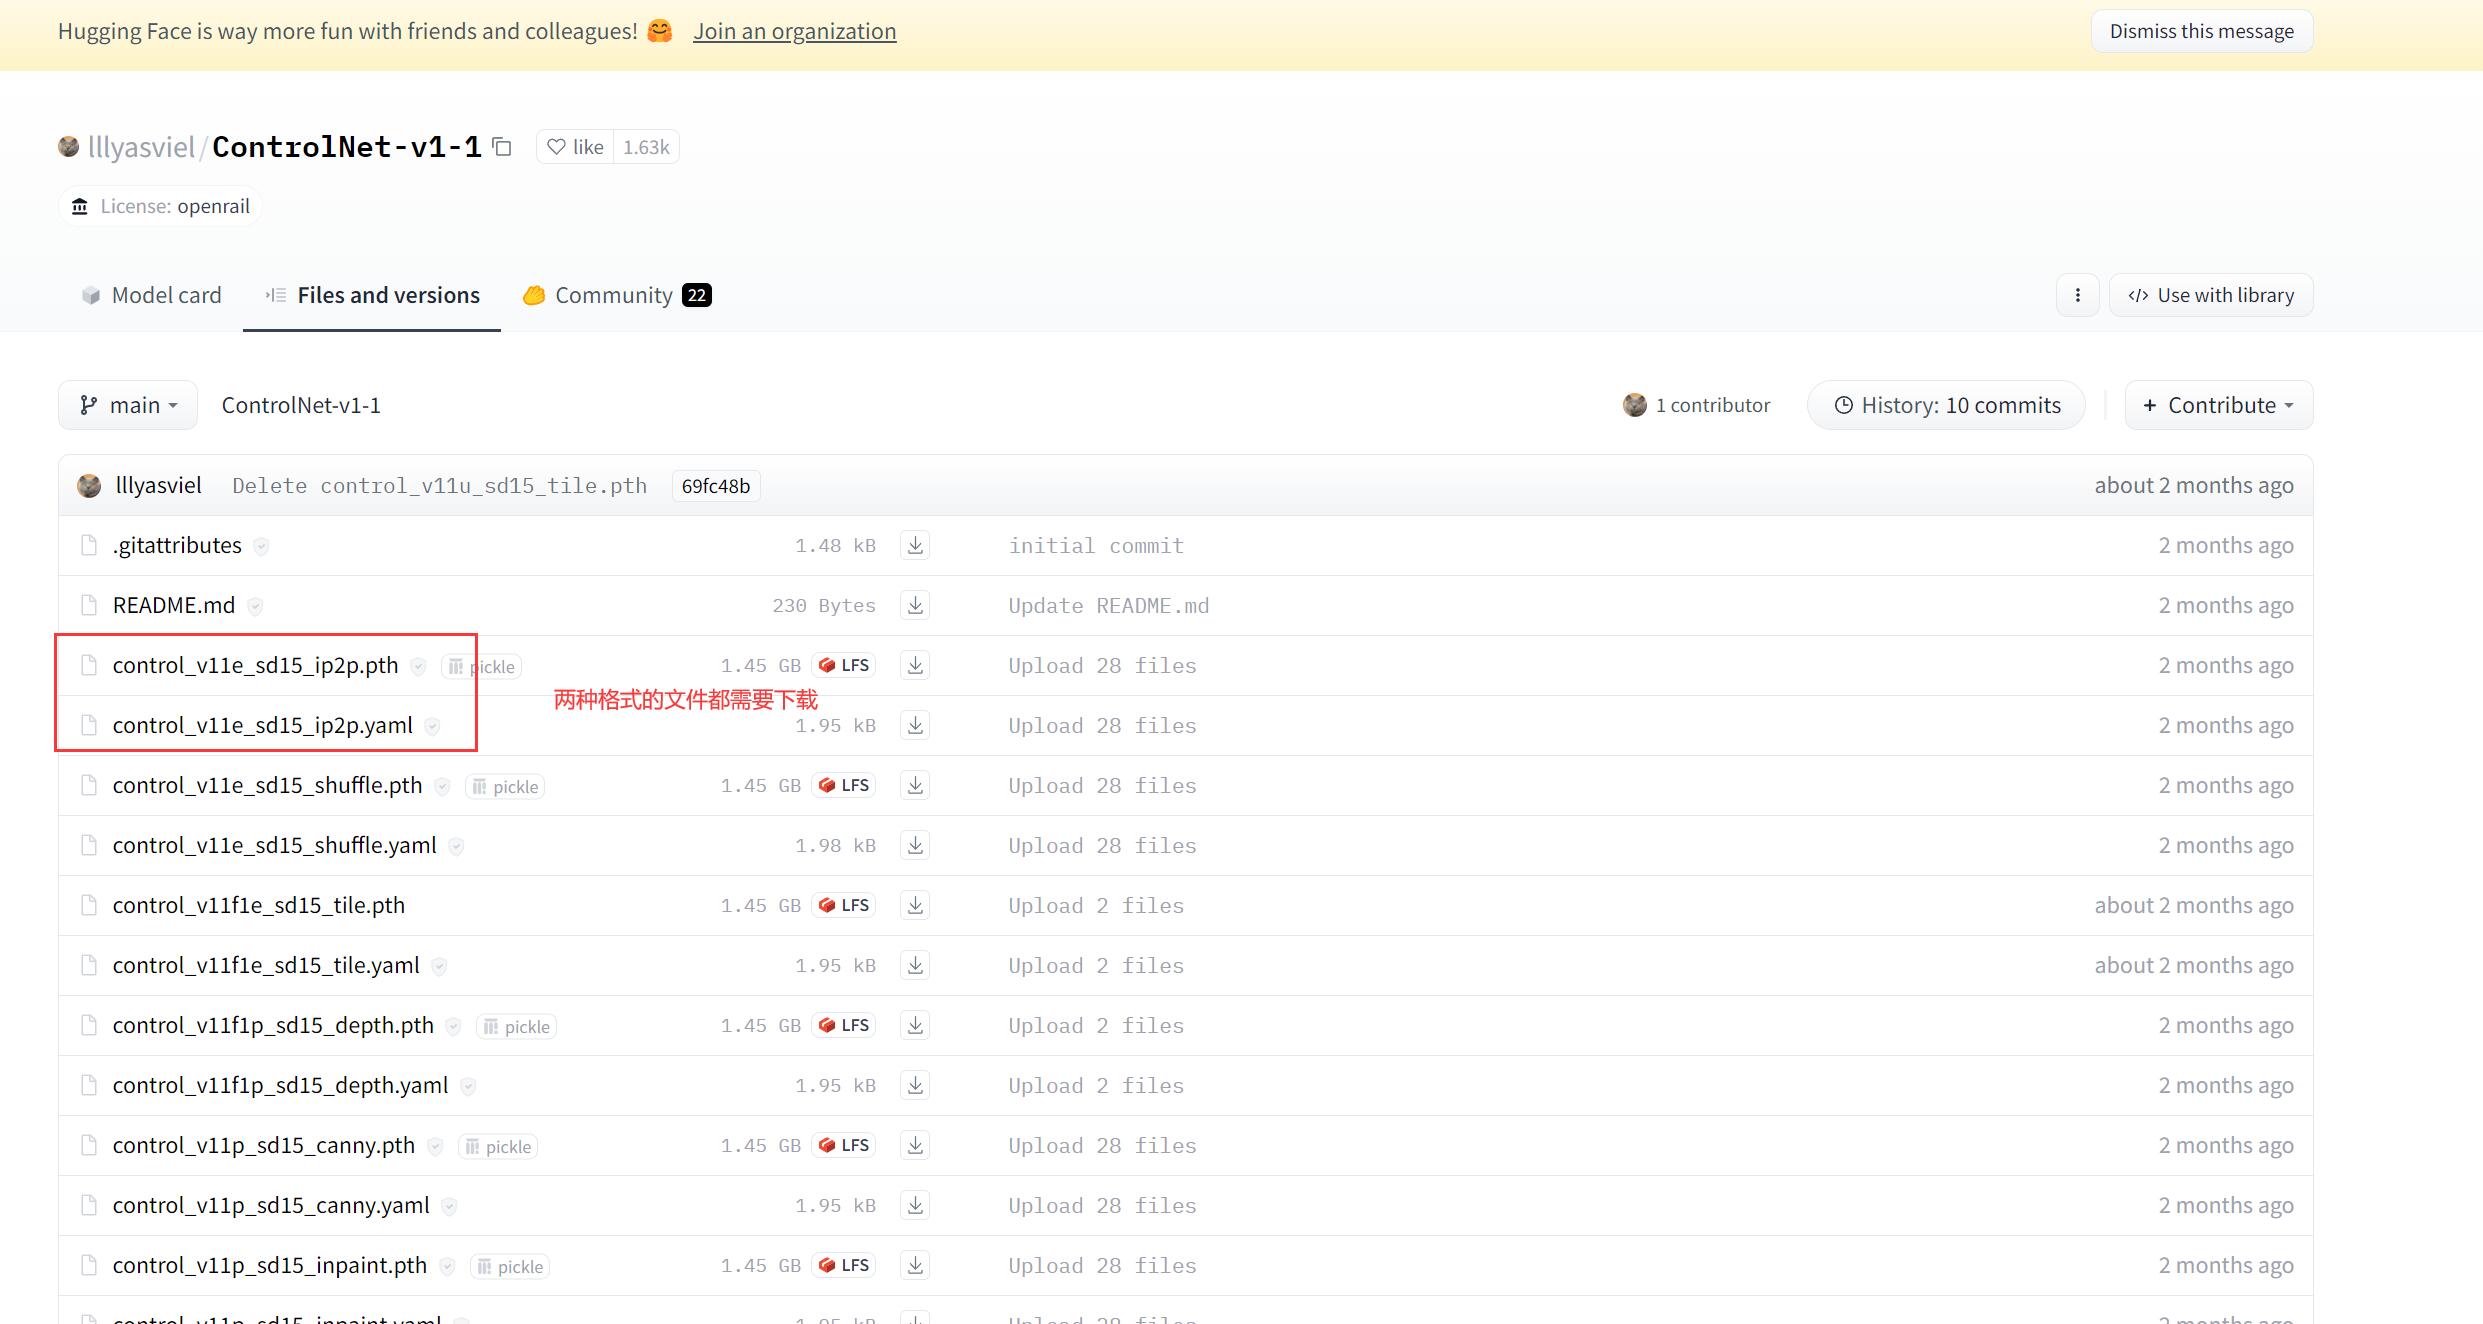 Hugging Face is way more fun with friends and colleagues! 🤗 Join an organization Dismiss this message
lllyasviel/ControlNet-v1-1 like 1.63k
License: openrail
Model card Files and versions Community 22 Use with library
main ControlNet-v1-1 1 contributor History: 10 commits + Contribute
lllyasviel Delete control_v11u_sd15_tile.pth 69fc48b about 2 months ago
.gitattributes 1.48 kB initial commit 2 months ago
README.md 230 Bytes Update README.md 2 months ago
control_v11e_sd15_ip2p.pth pickle 1.45 GB LFS Upload 28 files 2 months ago
两种格式的文件都需要下载
control_v11e_sd15_ip2p.yaml 1.95 kB Upload 28 files 2 months ago
control_v11e_sd15_shuffle.pth pickle 1.45 GB LFS Upload 28 files 2 months ago
control_v11e_sd15_shuffle.yaml 1.98 kB Upload 28 files 2 months ago
control_v11f1e_sd15_tile.pth 1.45 GB LFS Upload 2 files about 2 months ago
control_v11f1e_sd15_tile.yaml 1.95 kB Upload 2 files about 2 months ago
control_v11f1p_sd15_depth.pth pickle 1.45 GB LFS Upload 2 files 2 months ago
control_v11f1p_sd15_depth.yaml 1.95 kB Upload 2 files 2 months ago
control_v11p_sd15_canny.pth pickle 1.45 GB LFS Upload 28 files 2 months ago
control_v11p_sd15_canny.yaml 1.95 kB Upload 28 files 2 months ago
control_v11p_sd15_inpaint.pth pickle 1.45 GB LFS Upload 28 files 2 months ago
control_v11p_sd15_inpaint.yaml 1.95 kB Upload 28 files 2 months ago